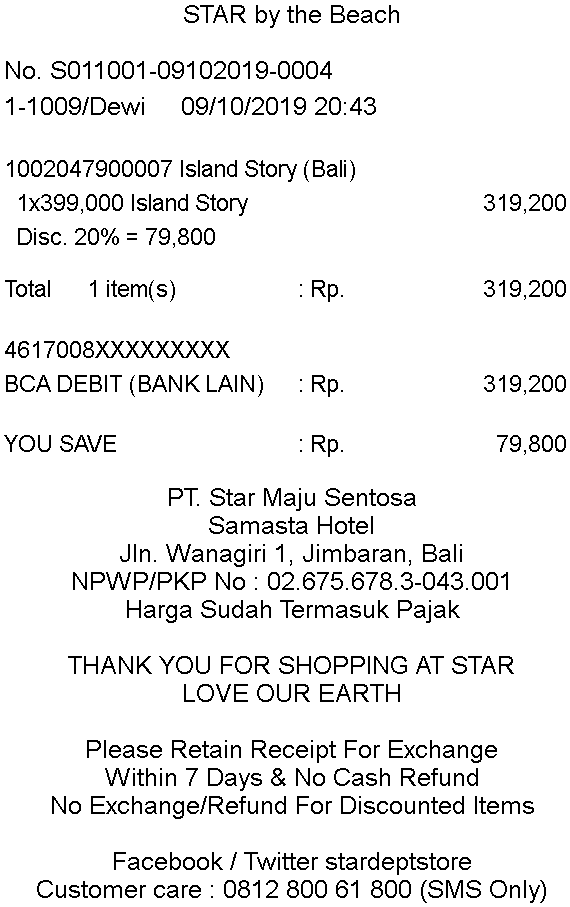 STAR by the Beach
No. S011001-09102019-0004
1-1009/Dewi 09/10/2019 20:43
1002047900007 Island Story (Bali)
1x399,000 Island Story 319,200
Disc. 20% = 79,800
Total 1 item(s) : Rp. 319,200
4617008XXXXXXXXX
BCA DEBIT (BANK LAIN) : Rp. 319,200
YOU SAVE : Rp. 79,800
PT. Star Maju Sentosa
Samasta Hotel
Jln. Wanagiri 1, Jimbaran, Bali
NPWP/PKP No : 02.675.678.3-043.001
Harga Sudah Termasuk Pajak
THANK YOU FOR SHOPPING AT STAR
LOVE OUR EARTH
Please Retain Receipt For Exchange
Within 7 Days & No Cash Refund
No Exchange/Refund For Discounted Items
Facebook / Twitter stardeptstore
Customer care : 0812 800 61 800 (SMS Only)